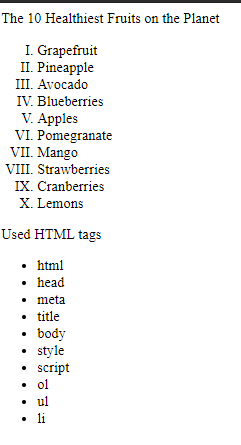 The 10 Healthiest Fruits on the Planet
I. Grapefruit
II. Pineapple
III. Avocado
IV. Blueberries
V. Apples
VI. Pomegranate
VII. Mango
VIII. Strawberries
IX. Cranberries
X. Lemons
Used HTML tags
• html
• head
• meta
• title
• body
• style
• script
• ol
• ul
• li